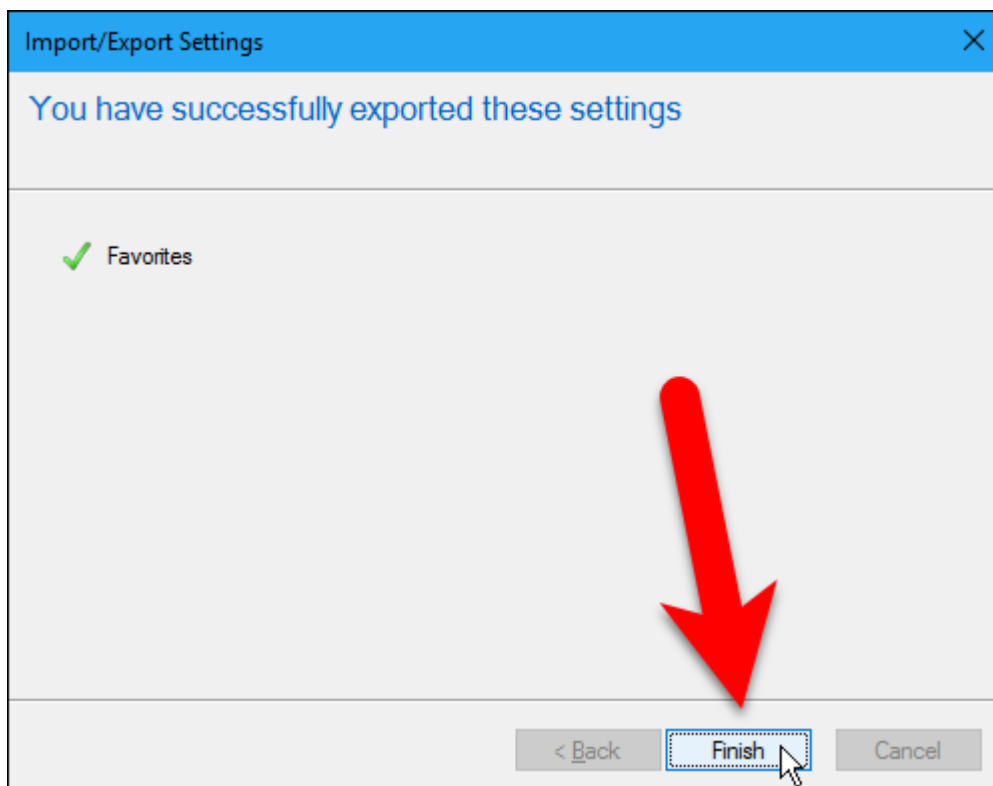 Import/Export Settings
You have successfully exported these settings
Favorites
< Back Finish Cancel